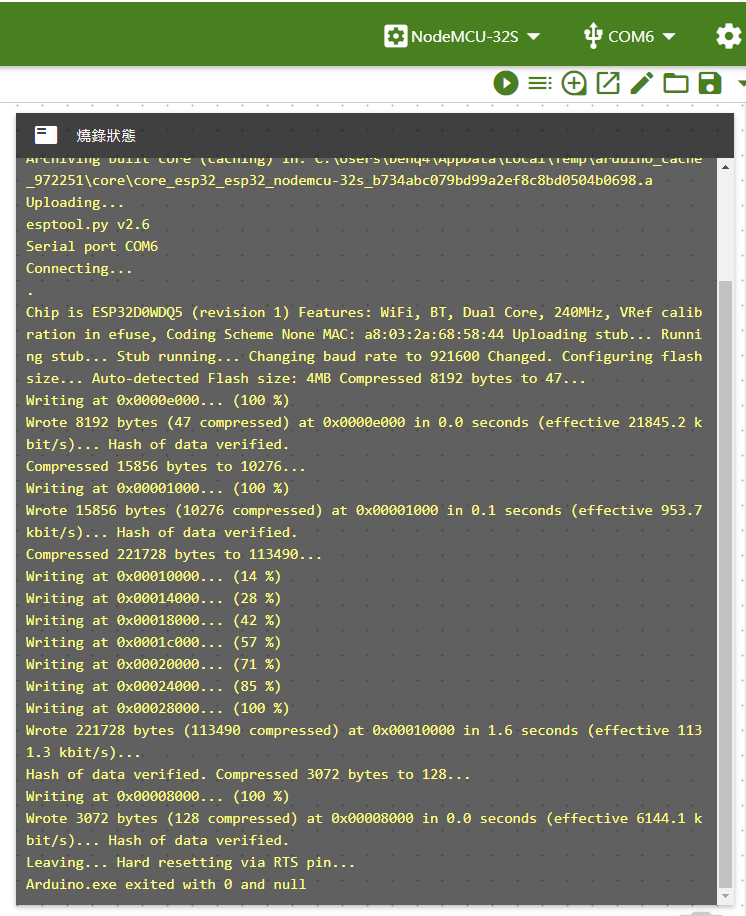 NodeMCU-32S COM6
燒錄狀態
Archiving built core (caching) in: C:\Users\benq4\AppData\Local\Temp\arduino_cache
_972251\core\core_esp32_esp32_nodemcu-32s_b734abc079bd99a2ef8c8bd0504b0698.a
Uploading...
esptool.py v2.6
Serial port COM6
Connecting...
.
Chip is ESP32D0WDQ5 (revision 1) Features: WiFi, BT, Dual Core, 240MHz, VRef calib
ration in efuse, Coding Scheme None MAC: a8:03:2a:68:58:44 Uploading stub... Runni
ng stub... Stub running... Changing baud rate to 921600 Changed. Configuring flash
size... Auto-detected Flash size: 4MB Compressed 8192 bytes to 47...
Writing at 0x0000e000... (100 %)
Wrote 8192 bytes (47 compressed) at 0x0000e000 in 0.0 seconds (effective 21845.2 k
bit/s)... Hash of data verified.
Compressed 15856 bytes to 10276...
Writing at 0x00001000... (100 %)
Wrote 15856 bytes (10276 compressed) at 0x00001000 in 0.1 seconds (effective 953.7
kbit/s)... Hash of data verified.
Compressed 221728 bytes to 113490...
Writing at 0x00010000... (14 %)
Writing at 0x00014000... (28 %)
Writing at 0x00018000... (42 %)
Writing at 0x0001c000... (57 %)
Writing at 0x00020000... (71 %)
Writing at 0x00024000... (85 %)
Writing at 0x00028000... (100 %)
Wrote 221728 bytes (113490 compressed) at 0x00010000 in 1.6 seconds (effective 113
1.3 kbit/s)...
Hash of data verified. Compressed 3072 bytes to 128...
Writing at 0x00008000... (100 %)
Wrote 3072 bytes (128 compressed) at 0x00008000 in 0.0 seconds (effective 6144.1 k
bit/s)... Hash of data verified.
Leaving... Hard resetting via RTS pin...
Arduino.exe exited with 0 and null